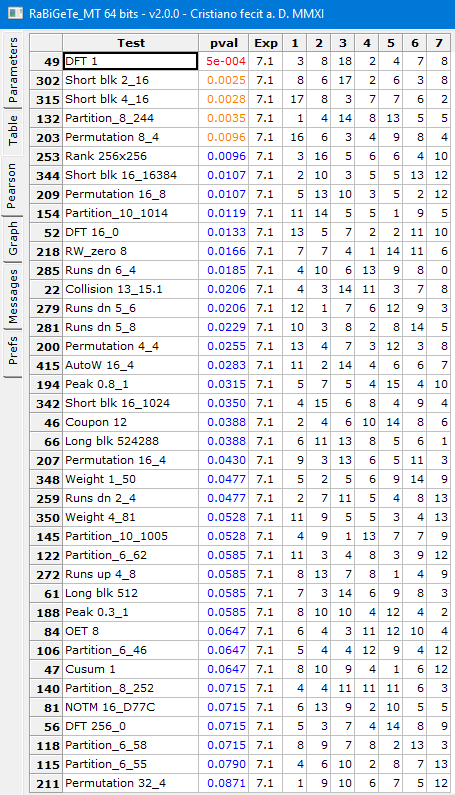 RaBiGeTe_MT 64 bits - v2.0.0 - Cristiano fecit a. D. MMXI
Parameters
Table
Pearson
Graph
Messages
Prefs
Test pval Exp 1 2 3 4 5 6 7
49 DFT 1 5e-004 7.1 3 8 18 2 4 7 8
302 Short blk 2_16 0.0025 7.1 8 6 17 2 6 3 8
315 Short blk 4_16 0.0028 7.1 17 8 3 7 7 6 2
132 Partition_8_244 0.0035 7.1 1 4 14 8 13 5 5
203 Permutation 8_4 0.0096 7.1 16 6 3 4 9 8 4
253 Rank 256x256 0.0096 7.1 3 16 5 6 6 4 10
344 Short blk 16_16384 0.0107 7.1 2 10 3 5 5 13 12
209 Permutation 16_8 0.0107 7.1 5 13 10 3 5 2 12
154 Partition_10_1014 0.0119 7.1 11 14 5 5 1 9 5
52 DFT 16_0 0.0133 7.1 13 5 7 2 2 11 10
218 RW_zero 8 0.0166 7.1 7 7 4 1 14 11 6
285 Runs dn 6_4 0.0185 7.1 4 10 6 13 9 8 0
22 Collision 13_15.1 0.0206 7.1 4 3 14 11 3 7 8
279 Runs dn 5_6 0.0206 7.1 12 1 7 6 12 9 3
281 Runs dn 5_8 0.0229 7.1 10 3 8 2 8 14 5
200 Permutation 4_4 0.0255 7.1 13 4 7 3 12 3 8
415 AutoW 16_4 0.0283 7.1 11 2 14 4 6 6 7
194 Peak 0.8_1 0.0315 7.1 5 7 5 4 15 4 10
342 Short blk 16_1024 0.0350 7.1 4 15 6 8 4 9 4
46 Coupon 12 0.0388 7.1 2 4 6 10 14 8 6
66 Long blk 524288 0.0388 7.1 6 11 13 8 5 6 1
207 Permutation 16_4 0.0430 7.1 9 3 13 6 5 11 3
348 Weight 1_50 0.0477 7.1 5 2 5 6 9 14 9
259 Runs dn 2_4 0.0477 7.1 2 7 11 5 4 8 13
350 Weight 4_81 0.0528 7.1 11 9 5 5 3 4 13
145 Partition_10_1005 0.0528 7.1 4 9 1 13 7 7 9
122 Partition_6_62 0.0585 7.1 11 3 4 8 3 9 12
272 Runs up 4_8 0.0585 7.1 8 13 7 8 1 4 9
61 Long blk 512 0.0585 7.1 7 3 14 6 9 8 3
188 Peak 0.3_1 0.0585 7.1 8 10 10 4 12 4 2
84 OET 8 0.0647 7.1 6 4 3 11 12 10 4
106 Partition_6_46 0.0647 7.1 5 4 4 12 9 4 12
47 Cusum 1 0.0647 7.1 8 10 9 4 1 6 12
140 Partition_8_252 0.0715 7.1 4 4 11 11 11 6 3
81 NOTM 16_D77C 0.0715 7.1 6 13 9 2 10 5 5
56 DFT 256_0 0.0715 7.1 5 3 7 4 14 8 9
118 Partition_6_58 0.0715 7.1 8 9 7 8 2 13 3
115 Partition_6_55 0.0790 7.1 4 6 10 2 8 7 13
211 Permutation 32_4 0.0871 7.1 1 9 10 6 7 5 12